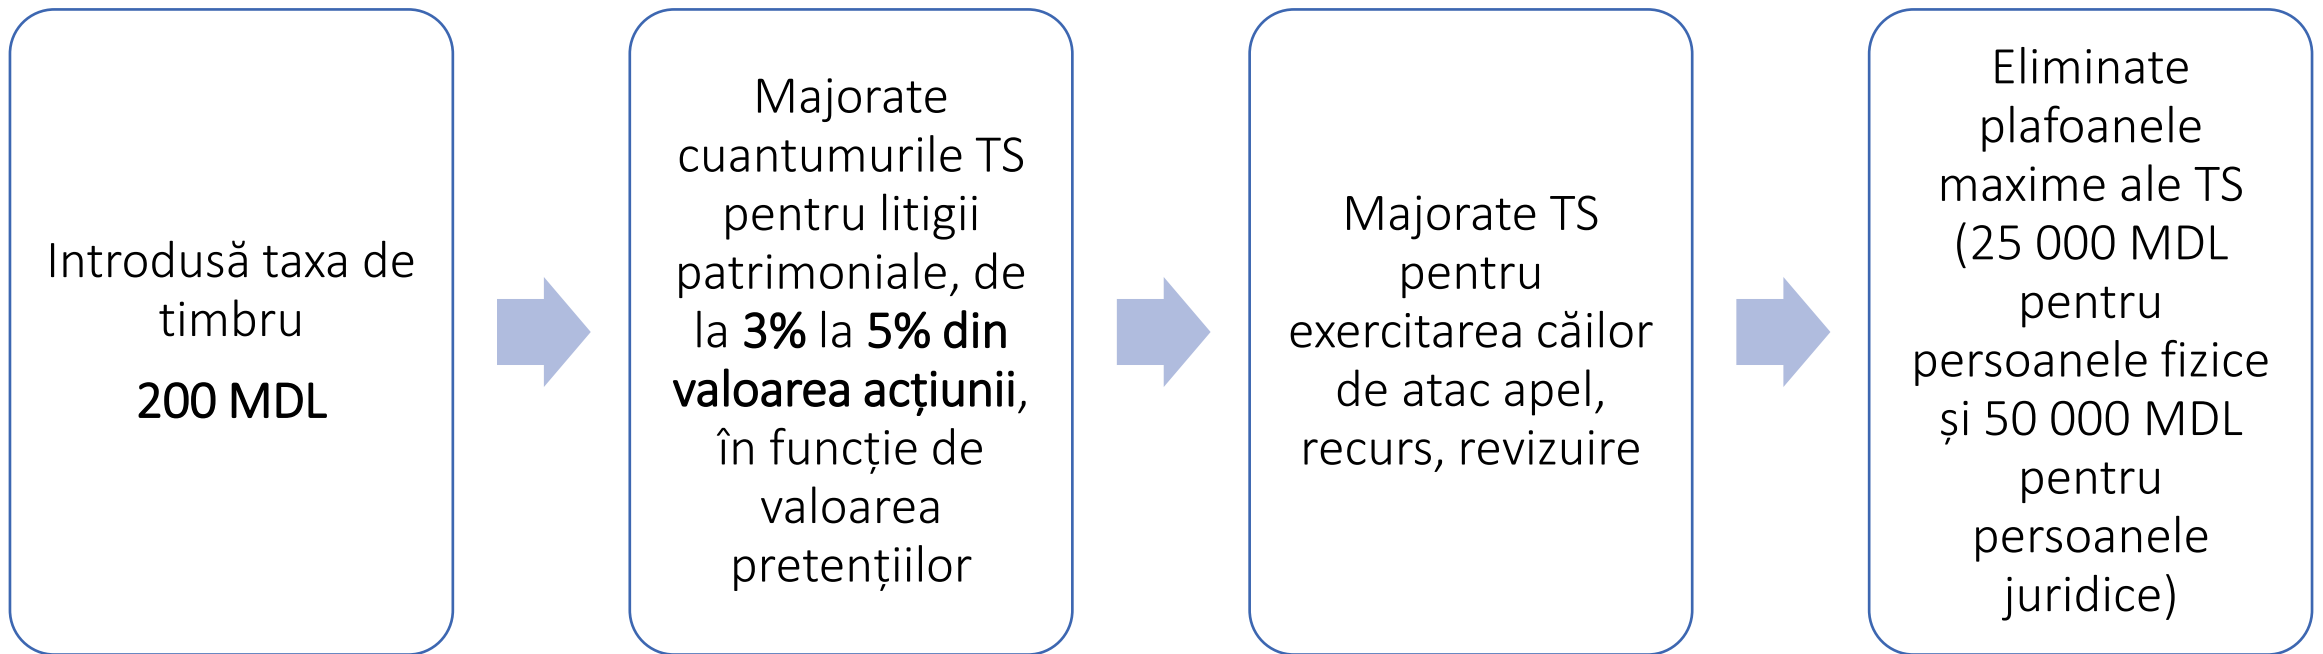 Introdusă taxa de
timbru
200 MDL
Majorate
cuantumurile TS
pentru litigii
patrimoniale, de
la 3% la 5% din
valoarea acțiunii,
în funcție de
valoarea
pretențiilor
Majorate TS
pentru
exercitarea căilor
de atac apel,
recurs, revizuire
Eliminate
plafoanele
maxime ale TS
(25 000 MDL
pentru
persoanele fizice
și 50 000 MDL
pentru
persoanele
juridice)